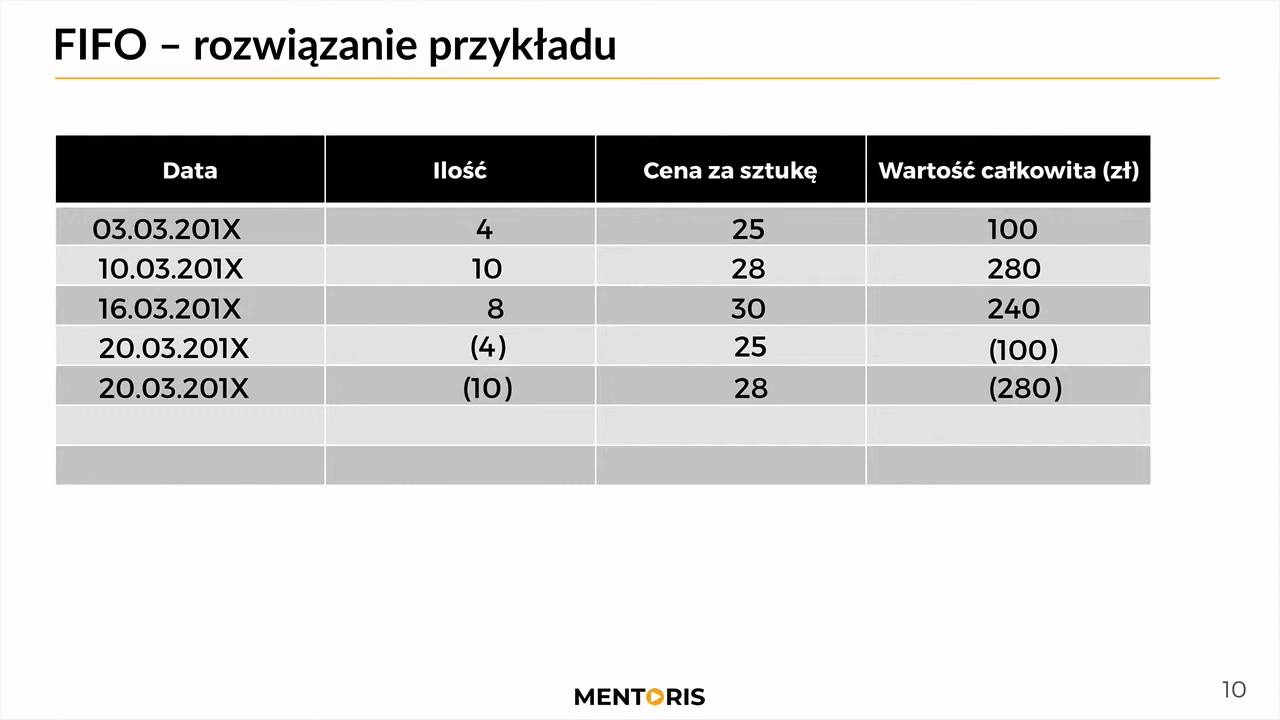 FIFO – rozwiązanie przykładu
Data Ilość Cena za sztukę Wartość całkowita (zł)
03.03.201X 4 25 100
10.03.201X 10 28 280
16.03.201X 8 30 240
20.03.201X (4) 25 (100)
20.03.201X (10) 28 (280)
MENTORIS
10